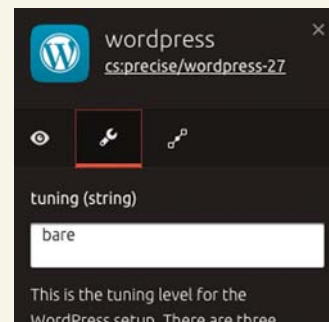 wordpress
cs:precise/wordpress-27
tuning (string)
bare
This is the tuning level for the
WordPress setup. There are three